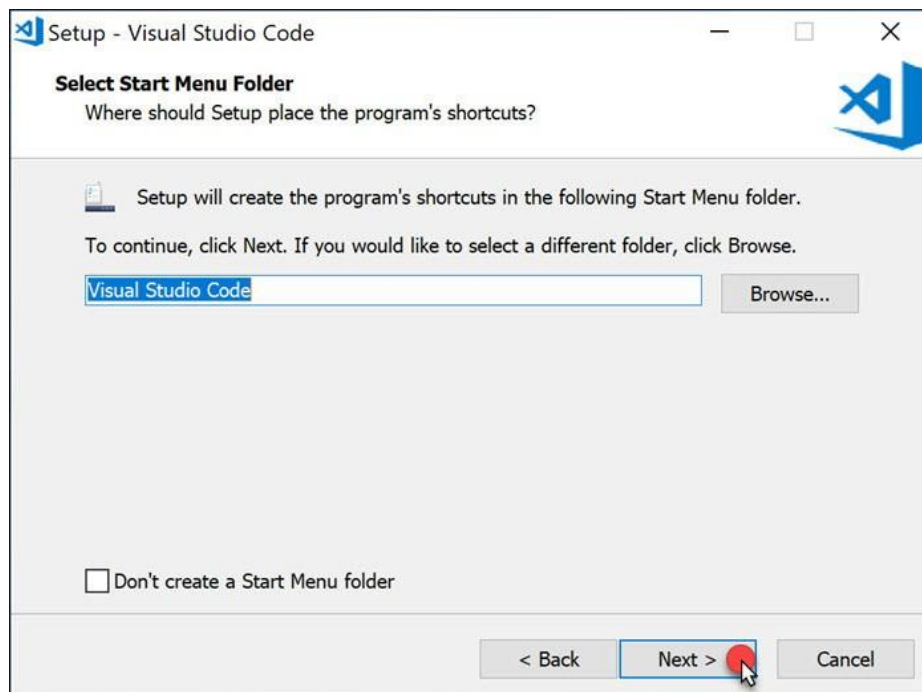 Setup - Visual Studio Code
Select Start Menu Folder
Where should Setup place the program's shortcuts?
Setup will create the program's shortcuts in the following Start Menu folder.
To continue, click Next. If you would like to select a different folder, click Browse.
Visual Studio Code
Browse...
Don't create a Start Menu folder
< Back
Next >
Cancel